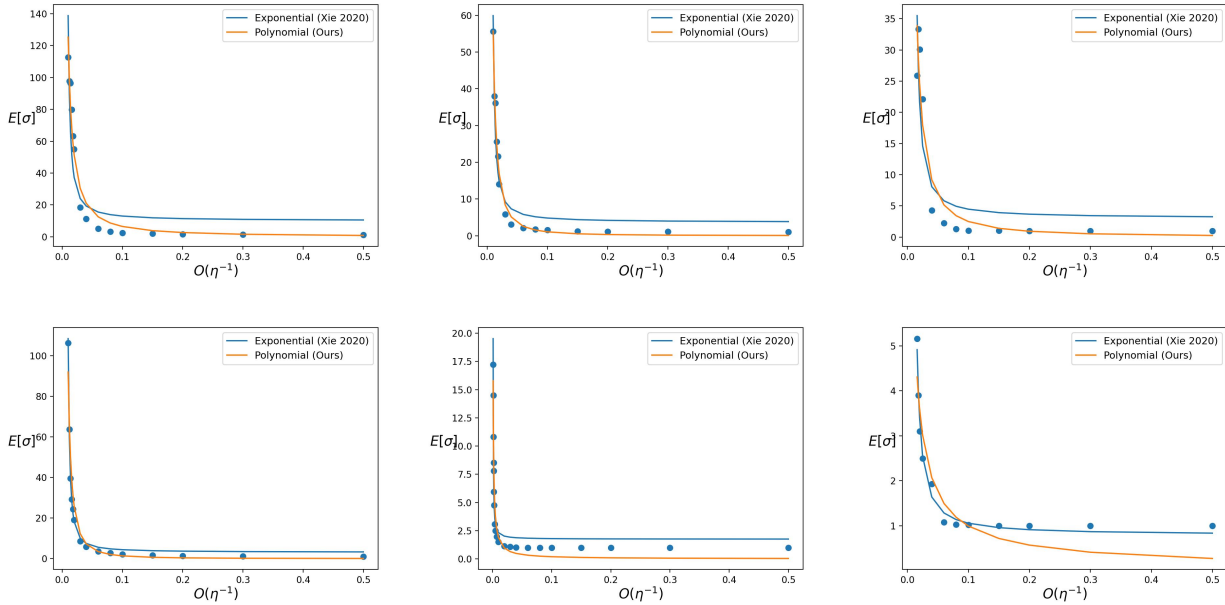 140
120
100
80
60
40
20
0
E[σ]
0.0 0.1 0.2 0.3 0.4 0.5
O(η⁻¹)
Exponential (Xie 2020)
Polynomial (Ours)
60
50
40
30
20
10
0
E[σ]
0.0 0.1 0.2 0.3 0.4 0.5
O(η⁻¹)
Exponential (Xie 2020)
Polynomial (Ours)
35
30
25
20
15
10
5
0
E[σ]
0.0 0.1 0.2 0.3 0.4 0.5
O(η⁻¹)
Exponential (Xie 2020)
Polynomial (Ours)
100
80
60
40
20
0
E[σ]
0.0 0.1 0.2 0.3 0.4 0.5
O(η⁻¹)
Exponential (Xie 2020)
Polynomial (Ours)
20.0
17.5
15.0
12.5
10.0
7.5
5.0
2.5
0.0
E[σ]
0.0 0.1 0.2 0.3 0.4 0.5
O(η⁻¹)
Exponential (Xie 2020)
Polynomial (Ours)
5
4
3
2
1
E[σ]
0.0 0.1 0.2 0.3 0.4 0.5
O(η⁻¹)
Exponential (Xie 2020)
Polynomial (Ours)